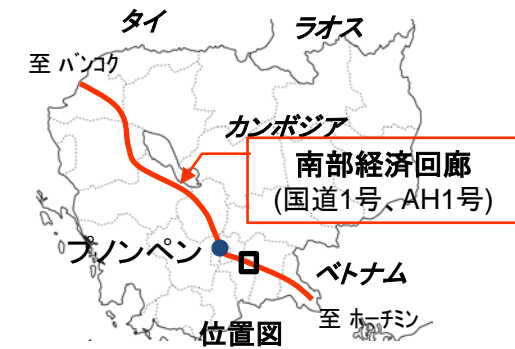 タイ
ラオス
至 バンコク
カンボジア
南部経済回廊
(国道1号、AH1号)
プノンペン
ベトナム
至 ホーチミン
位置図